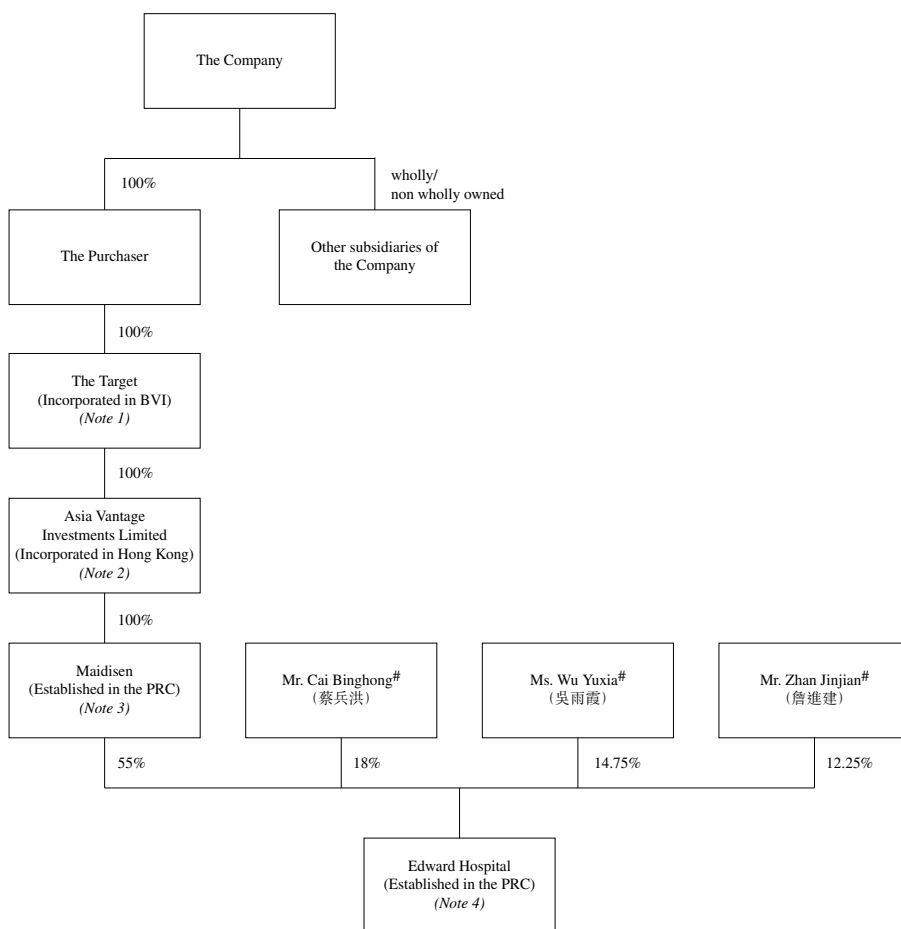 The Company
100%
wholly/
non wholly owned
The Purchaser
Other subsidiaries of
the Company
100%
The Target
(Incorporated in BVI)
(Note 1)
100%
Asia Vantage
Investments Limited
(Incorporated in Hong Kong)
(Note 2)
100%
Maidisen
(Established in the PRC)
(Note 3)
Mr. Cai Binghong#
(蔡兵洪)
Ms. Wu Yuxia#
(吳雨霞)
Mr. Zhan Jinjian#
(詹進建)
55%
18%
14.75%
12.25%
Edward Hospital
(Established in the PRC)
(Note 4)